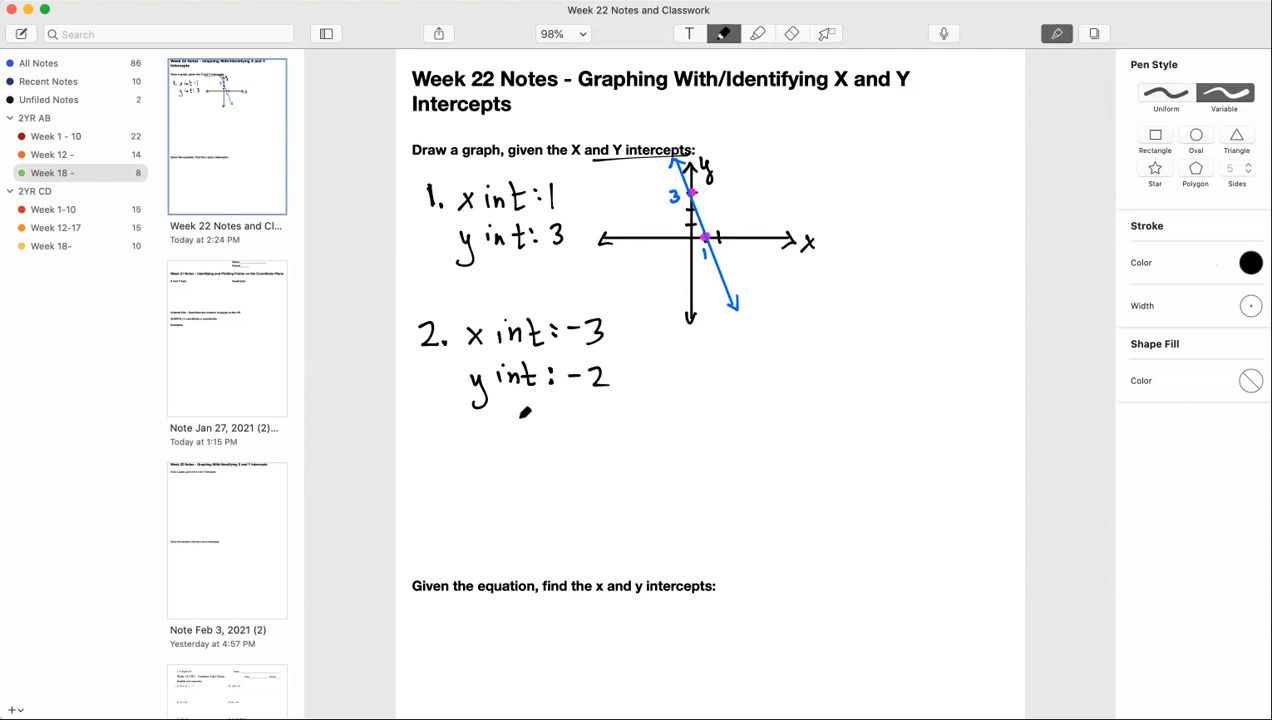 Week 22 Notes and Classwork
Search
98%
T
All Notes 86
Recent Notes 10
Unfiled Notes 2
2YR AB
Week 1 - 10 22
Week 12 - 14
Week 18 - 8
2YR CD
Week 1-10 15
Week 12-17 15
Week 18- 10
Week 22 Notes and Cl...
Today at 2:24 PM
Note Jan 27, 2021 (2)...
Today at 1:15 PM
Note Feb 3, 2021 (2)
Yesterday at 4:57 PM
Week 22 Notes - Graphing With/Identifying X and Y
Intercepts
Draw a graph, given the X and Y intercepts:
1. x int: 1
y int: 3
y
3
1
x
2. x int: -3
y int: -2
Given the equation, find the x and y intercepts:
Pen Style
Uniform Variable
Rectangle Oval Triangle
5
Star Polygon Sides
Stroke
Color
Width
Shape Fill
Color